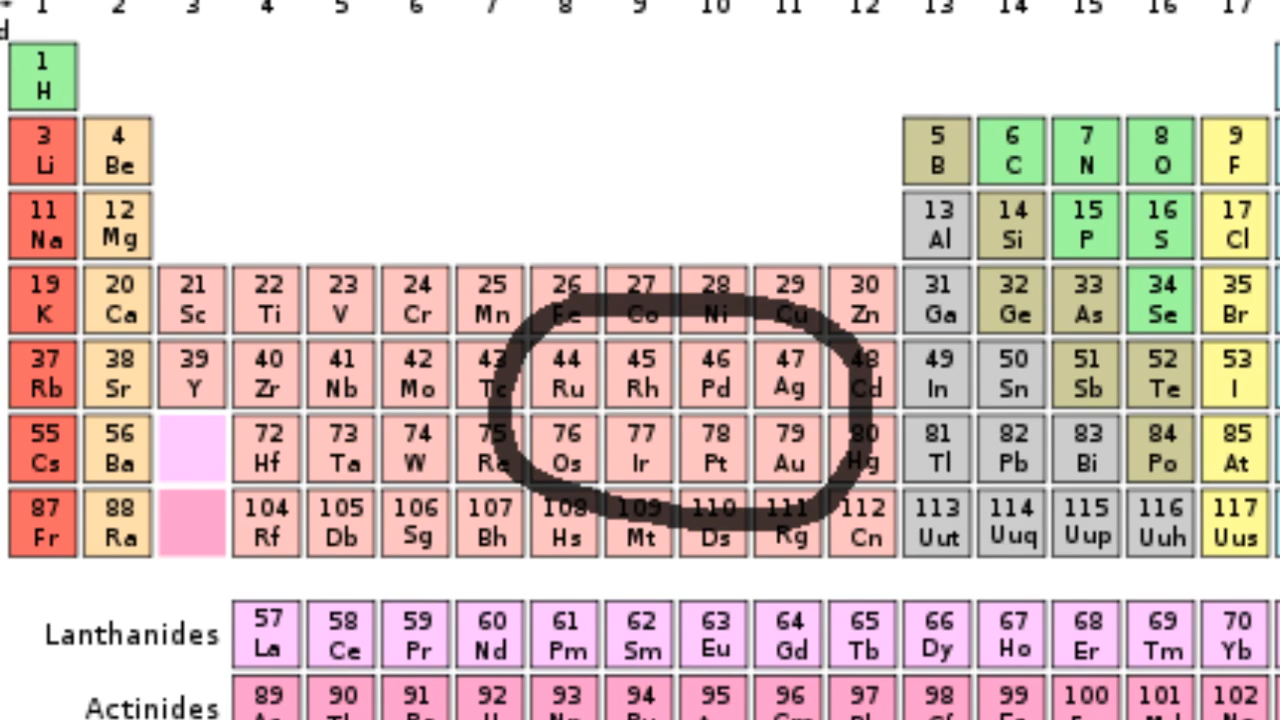 1 2 3 4 5 6 7 8 9 10 11 12 13 14 15 16 17
d
1
H
3 4 5 6 7 8 9
Li Be B C N O F
11 12 13 14 15 16 17
Na Mg Al Si P S Cl
19 20 21 22 23 24 25 26 27 28 29 30 31 32 33 34 35
K Ca Sc Ti V Cr Mn Fe Co Ni Cu Zn Ga Ge As Se Br
37 38 39 40 41 42 43 44 45 46 47 48 49 50 51 52 53
Rb Sr Y Zr Nb Mo Tc Ru Rh Pd Ag Cd In Sn Sb Te I
55 56 72 73 74 75 76 77 78 79 80 81 82 83 84 85
Cs Ba Hf Ta W Re Os Ir Pt Au Hg Tl Pb Bi Po At
87 88 104 105 106 107 108 109 110 111 112 113 114 115 116 117
Fr Ra Rf Db Sg Bh Hs Mt Ds Rg Cn Uut Uuq Uup Uuh Uus
57 58 59 60 61 62 63 64 65 66 67 68 69 70
Lanthanides La Ce Pr Nd Pm Sm Eu Gd Tb Dy Ho Er Tm Yb
89 90 91 92 93 94 95 96 97 98 99 100 101 102
Actinides